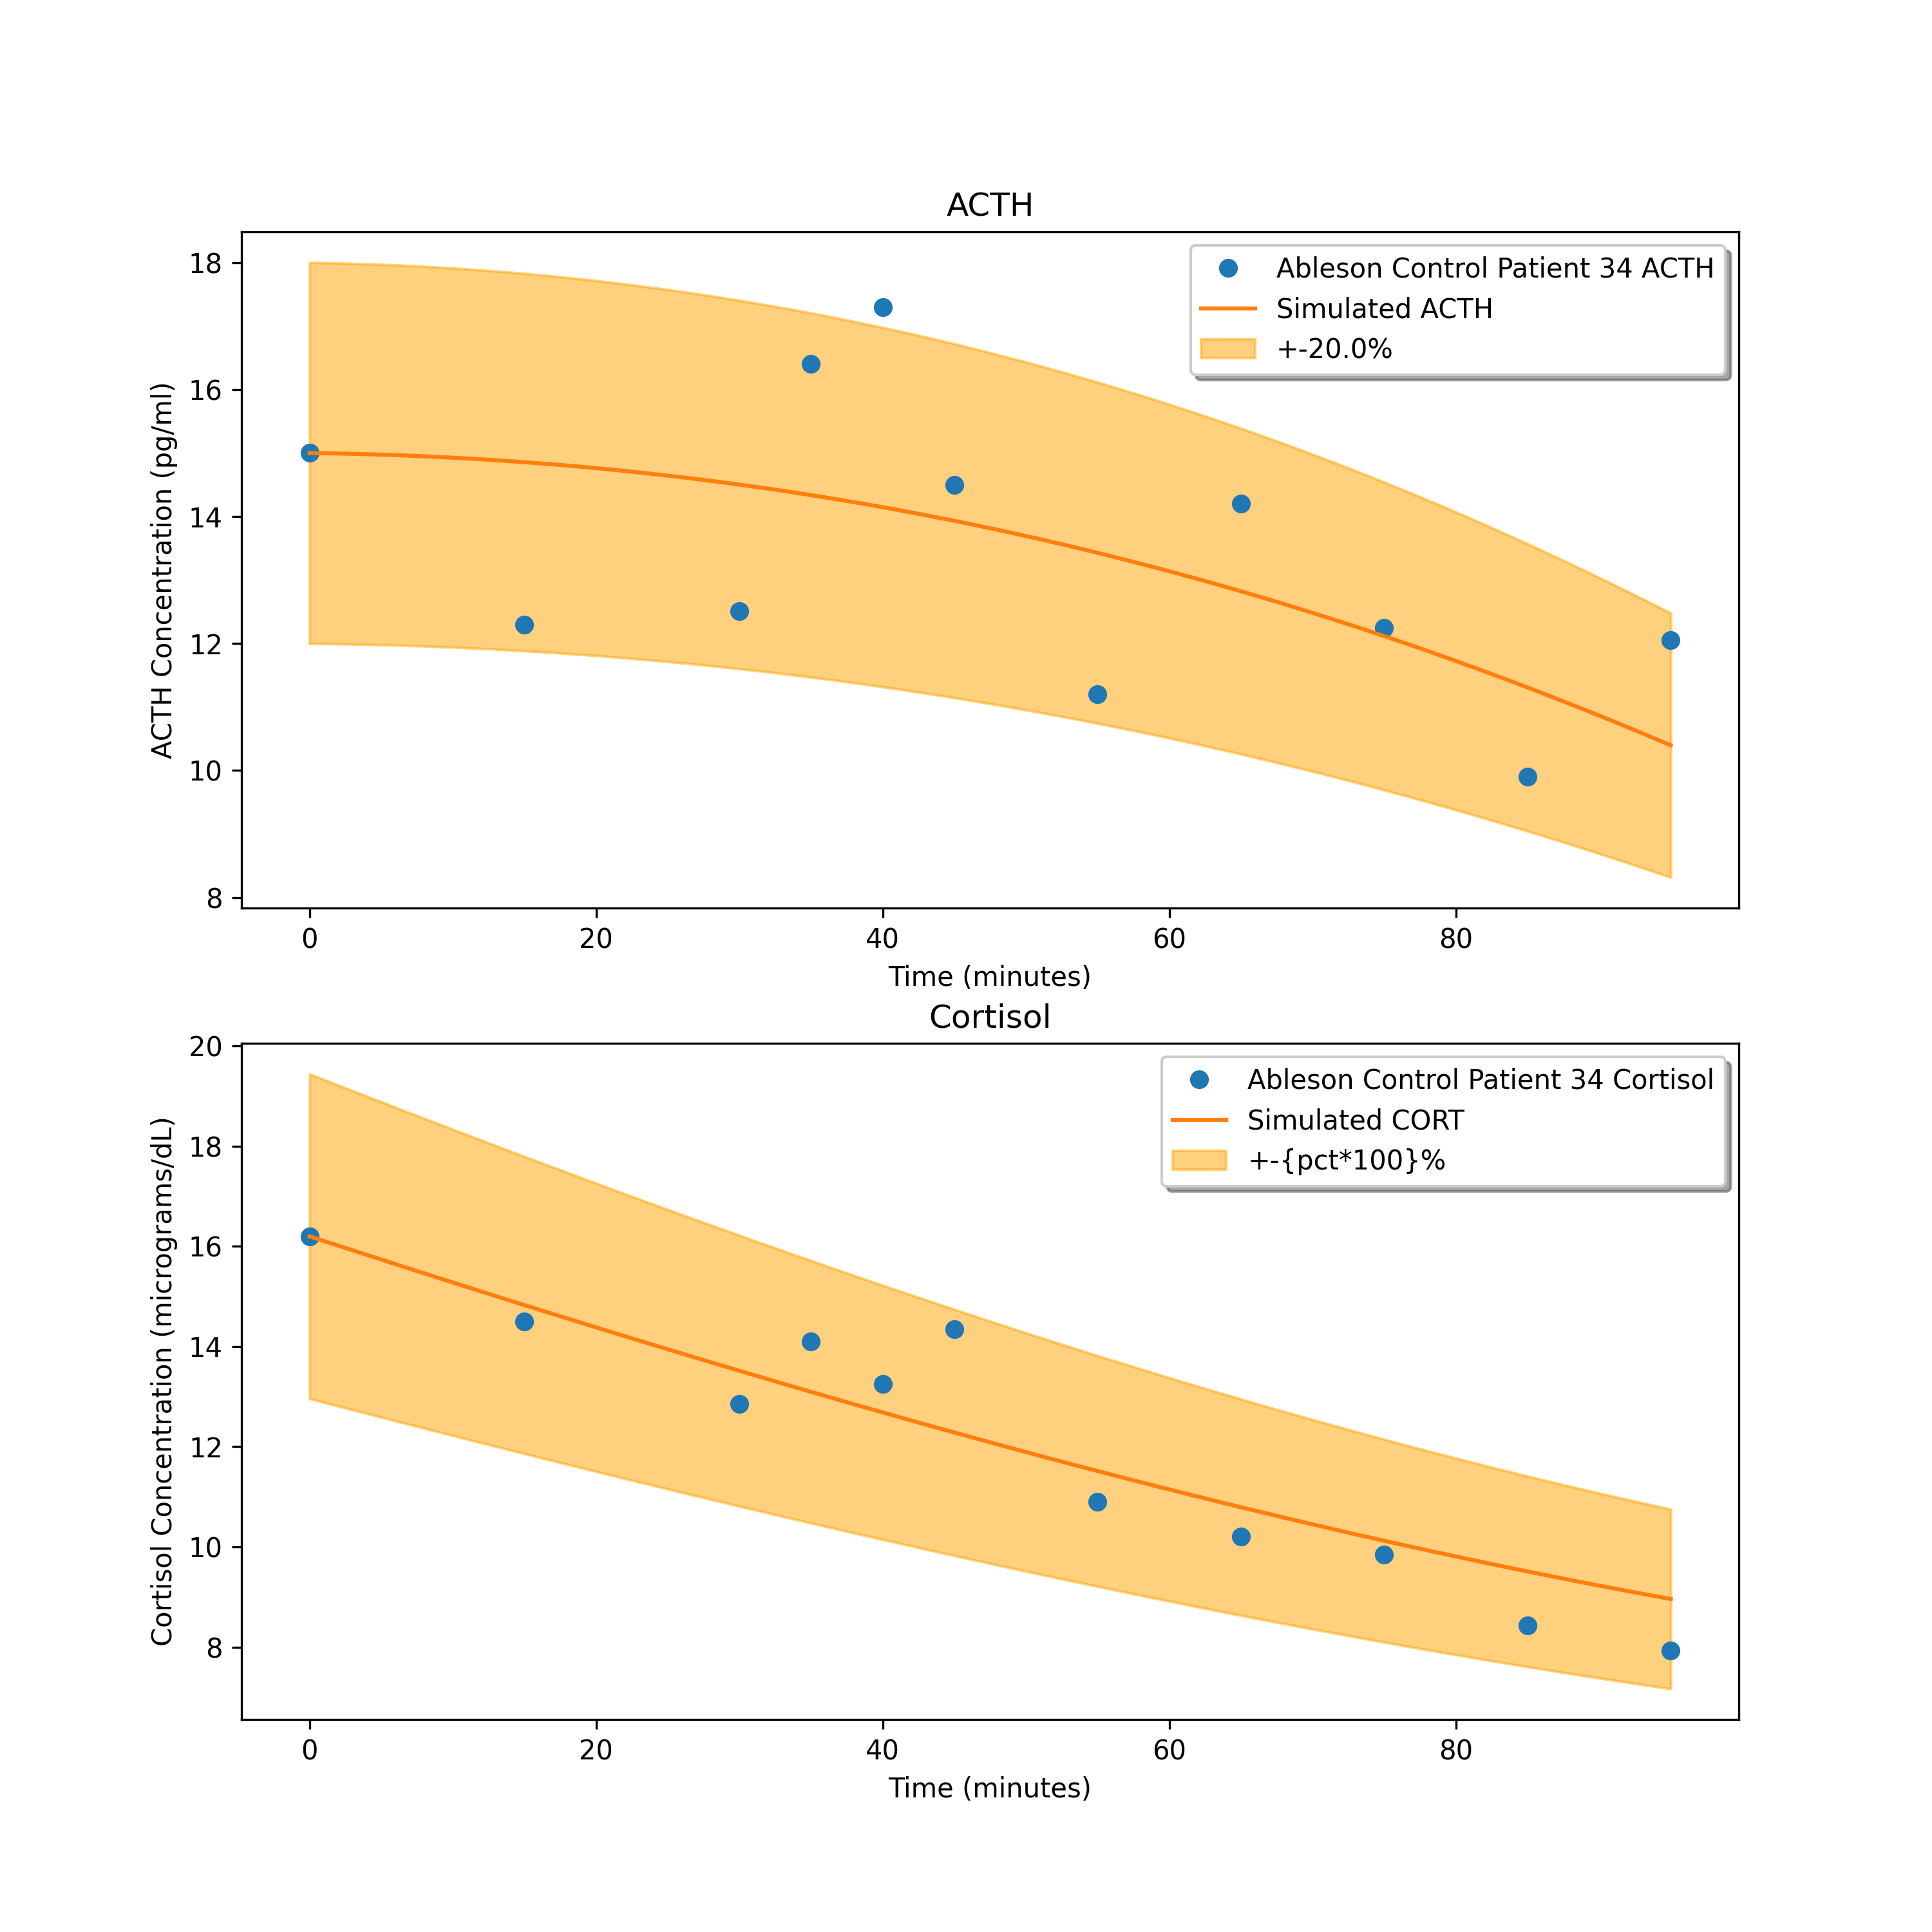 ACTH
18
16
14
12
10
8
ACTH Concentration (pg/ml)
Ableson Control Patient 34 ACTH
Simulated ACTH
+-20.0%
0 20 40 60 80
Time (minutes)
Cortisol
20
18
16
14
12
10
8
Cortisol Concentration (micrograms/dL)
Ableson Control Patient 34 Cortisol
Simulated CORT
+-{pct*100}%
0 20 40 60 80
Time (minutes)